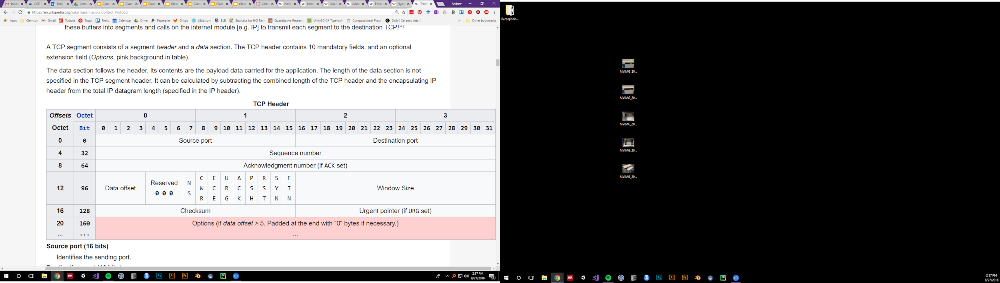 Inbo
CISE
Mail
Lectu
Class
Class
Class
Class
Class
Class
Class
Cale
Netw
Inter
Link l
Addr
Ether
Hype
Trans
Andrew
https://en.wikipedia.org/wiki/Transmission_Control_Protocol
Apps
Clemson
Gmail
Todoist
Toggl
Trello
Calendar
Drive
Paperpile
GitLab
Libib.com
BLB
Statistics for HCI Res
Quantitative Researc
Unity3D C# Type-safe
Computational Pragm
Daily | Ceramic Arts
»
Other bookmarks
these buffers into segments and calls on the internet module [e.g. IP] to transmit each segment to the destination TCP.
A TCP segment consists of a segment header and a data section. The TCP header contains 10 mandatory fields, and an optional
extension field (Options, pink background in table).
The data section follows the header. Its contents are the payload data carried for the application. The length of the data section is not
specified in the TCP segment header. It can be calculated by subtracting the combined length of the TCP header and the encapsulating IP
header from the total IP datagram length (specified in the IP header).
TCP Header
Offsets Octet 0 1 2 3
Octet Bit 0 1 2 3 4 5 6 7 8 9 10 11 12 13 14 15 16 17 18 19 20 21 22 23 24 25 26 27 28 29 30 31
0 0 Source port Destination port
4 32 Sequence number
8 64 Acknowledgment number (if ACK set)
12 96 Data offset Reserved 0 0 0 NS CWR ECE URG ACK PSH RST SYN FIN Window Size
16 128 Checksum Urgent pointer (if URG set)
20 160 Options (if data offset > 5. Padded at the end with "0" bytes if necessary.)
... ... ...
Source port (16 bits)
Identifies the sending port.
2:37 PM
8/27/2018
Perception...
MVIMG_20...
MVIMG_20...
MVIMG_20...
MVIMG_20...
MVIMG_20...
2:37 PM
8/27/2018